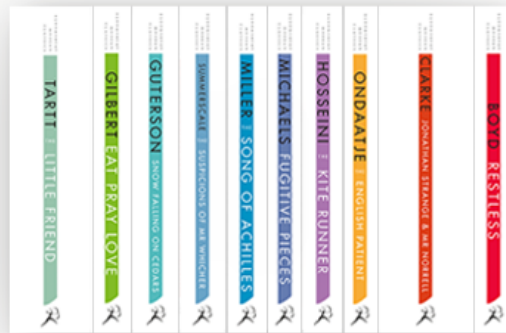 TARTT THE LITTLE FRIEND
GILBERT EAT PRAY LOVE
GUTERSON SNOW FALLING ON CEDARS
SUMMERSCALE THE SUSPICIONS OF MR WHICHER
MILLER THE SONG OF ACHILLES
MICHAELS FUGITIVE PIECES
HOSSEINI THE KITE RUNNER
ONDAATJE THE ENGLISH PATIENT
CLARKE JONATHAN STRANGE & MR NORRELL
BOYD RESTLESS